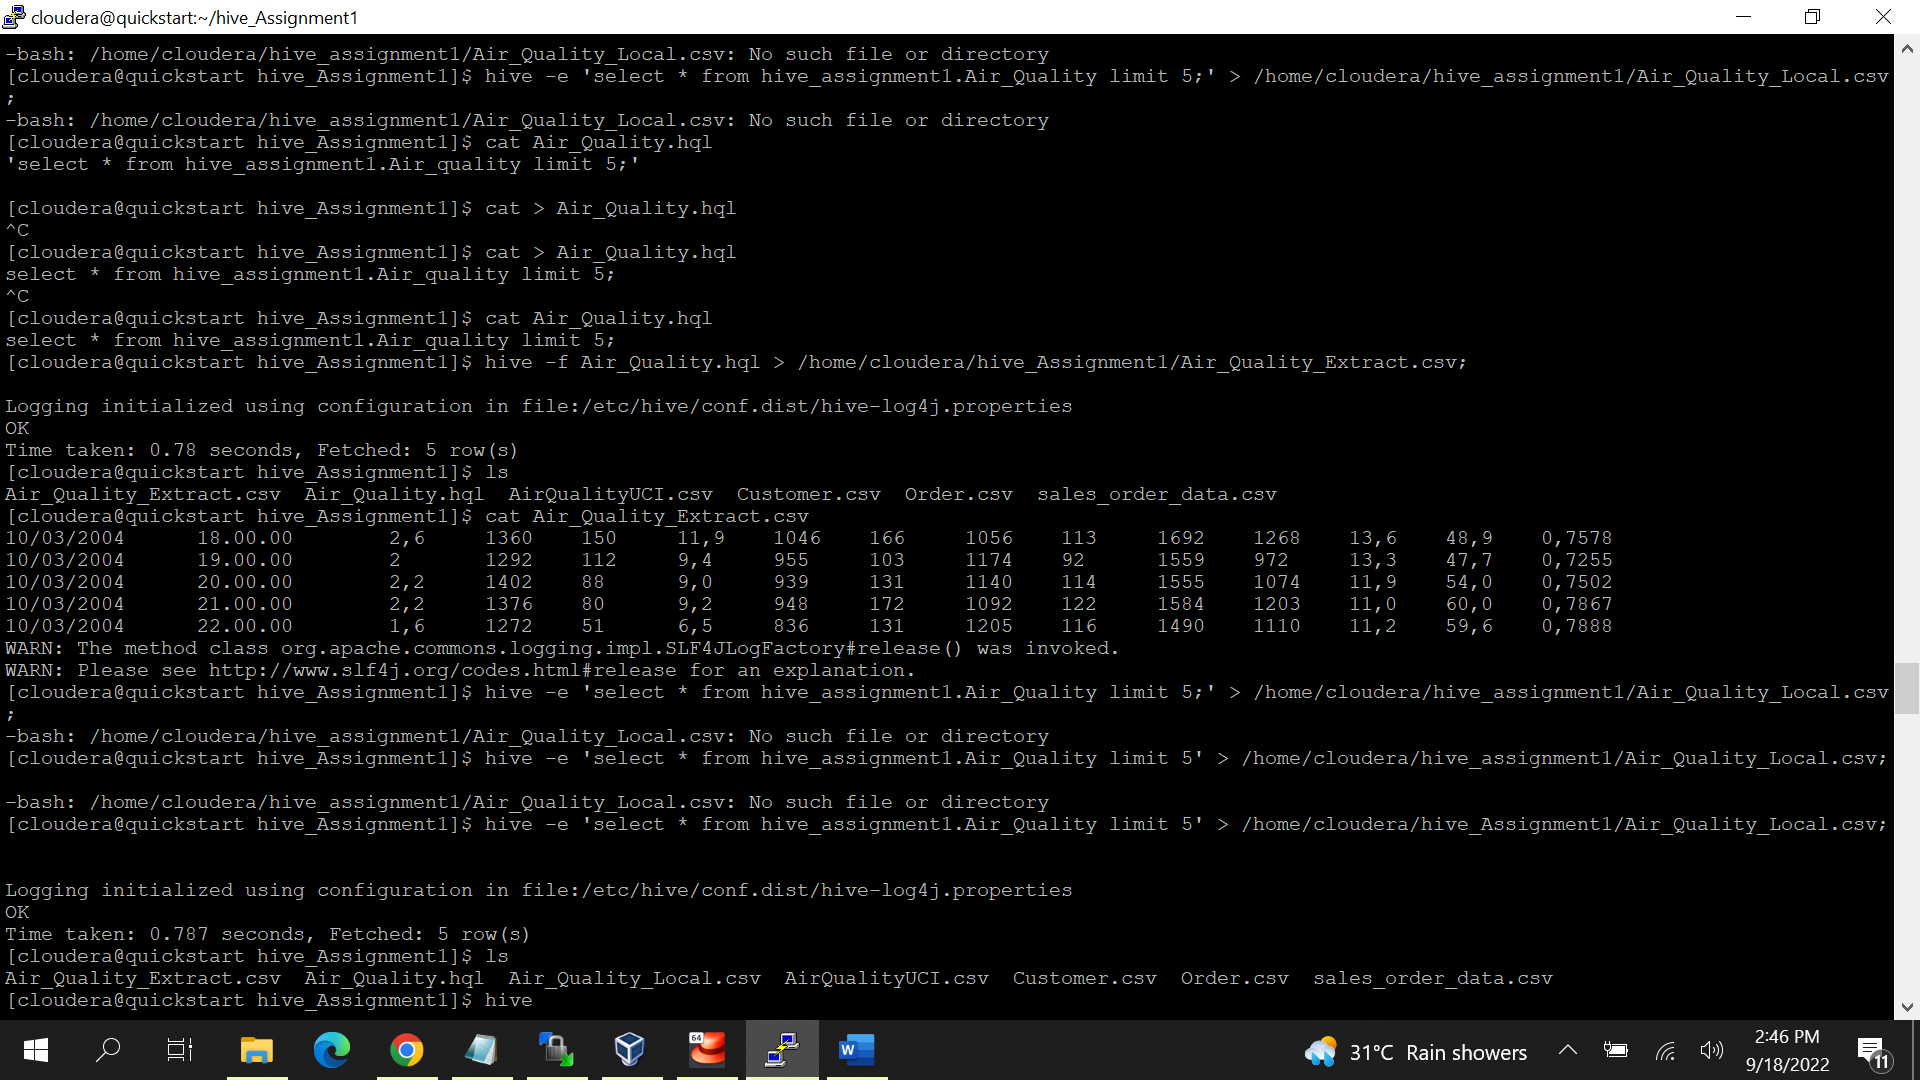 cloudera@quickstart:~/hive_Assignment1
-bash: /home/cloudera/hive_assignment1/Air_Quality_Local.csv: No such file or directory
[cloudera@quickstart hive_Assignment1]$ hive -e 'select * from hive_assignment1.Air_Quality limit 5;' > /home/cloudera/hive_assignment1/Air_Quality_Local.csv
;
-bash: /home/cloudera/hive_assignment1/Air_Quality_Local.csv: No such file or directory
[cloudera@quickstart hive_Assignment1]$ cat Air_Quality.hql
'select * from hive_assignment1.Air_quality limit 5;'
[cloudera@quickstart hive_Assignment1]$ cat > Air_Quality.hql
^C
[cloudera@quickstart hive_Assignment1]$ cat > Air_Quality.hql
select * from hive_assignment1.Air_quality limit 5;
^C
[cloudera@quickstart hive_Assignment1]$ cat Air_Quality.hql
select * from hive_assignment1.Air_quality limit 5;
[cloudera@quickstart hive_Assignment1]$ hive -f Air_Quality.hql > /home/cloudera/hive_Assignment1/Air_Quality_Extract.csv;
Logging initialized using configuration in file:/etc/hive/conf.dist/hive-log4j.properties
OK
Time taken: 0.78 seconds, Fetched: 5 row(s)
[cloudera@quickstart hive_Assignment1]$ ls
Air_Quality_Extract.csv  Air_Quality.hql  AirQualityUCI.csv  Customer.csv  Order.csv  sales_order_data.csv
[cloudera@quickstart hive_Assignment1]$ cat Air_Quality_Extract.csv
10/03/2004 18.00.00 2,6 1360 150 11,9 1046 166 1056 113 1692 1268 13,6 48,9 0,7578
10/03/2004 19.00.00 2 1292 112 9,4 955 103 1174 92 1559 972 13,3 47,7 0,7255
10/03/2004 20.00.00 2,2 1402 88 9,0 939 131 1140 114 1555 1074 11,9 54,0 0,7502
10/03/2004 21.00.00 2,2 1376 80 9,2 948 172 1092 122 1584 1203 11,0 60,0 0,7867
10/03/2004 22.00.00 1,6 1272 51 6,5 836 131 1205 116 1490 1110 11,2 59,6 0,7888
WARN: The method class org.apache.commons.logging.impl.SLF4JLogFactory#release() was invoked.
WARN: Please see http://www.slf4j.org/codes.html#release for an explanation.
[cloudera@quickstart hive_Assignment1]$ hive -e 'select * from hive_assignment1.Air_Quality limit 5;' > /home/cloudera/hive_assignment1/Air_Quality_Local.csv
;
-bash: /home/cloudera/hive_assignment1/Air_Quality_Local.csv: No such file or directory
[cloudera@quickstart hive_Assignment1]$ hive -e 'select * from hive_assignment1.Air_Quality limit 5' > /home/cloudera/hive_assignment1/Air_Quality_Local.csv;
-bash: /home/cloudera/hive_assignment1/Air_Quality_Local.csv: No such file or directory
[cloudera@quickstart hive_Assignment1]$ hive -e 'select * from hive_assignment1.Air_Quality limit 5' > /home/cloudera/hive_Assignment1/Air_Quality_Local.csv;
Logging initialized using configuration in file:/etc/hive/conf.dist/hive-log4j.properties
OK
Time taken: 0.787 seconds, Fetched: 5 row(s)
[cloudera@quickstart hive_Assignment1]$ ls
Air_Quality_Extract.csv  Air_Quality.hql  Air_Quality_Local.csv  AirQualityUCI.csv  Customer.csv  Order.csv  sales_order_data.csv
[cloudera@quickstart hive_Assignment1]$ hive
64
W
31°C Rain showers
2:46 PM
9/18/2022
11